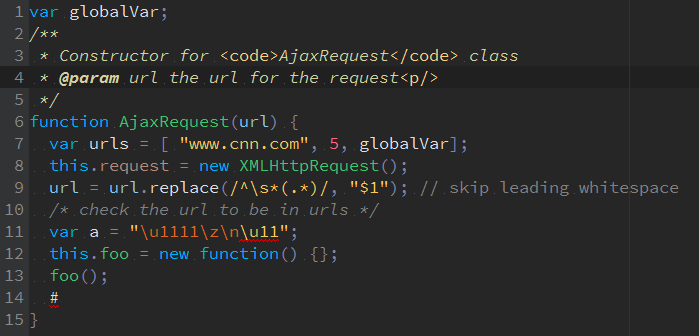 1 var globalVar;
2 /**
3  * Constructor for <code>AjaxRequest</code> class
4  * @param url the url for the request<p/>
5  */
6 function AjaxRequest(url) {
7   var urls = [ "www.cnn.com", 5, globalVar];
8   this.request = new XMLHttpRequest();
9   url = url.replace(/^\s*(.*)/, "$1"); // skip leading whitespace
10   /* check the url to be in urls */
11   var a = "\u1111\z\n\u11";
12   this.foo = new function() {};
13   foo();
14   #
15 }